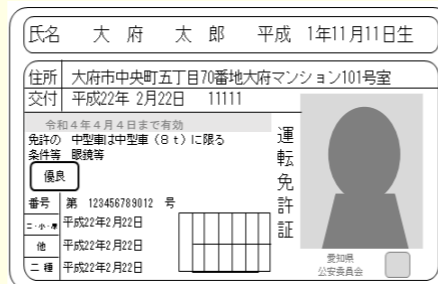 氏名 大府 太郎 平成 1年11月11日生
住所 大府市中央町五丁目70番地大府マンション101号室
交付 平成22年 2月22日 11111
令和4年4月4日まで有効
免許の 中型車は中型車(8t)に限る
条件等 眼鏡等
優良
番号 第 123456789012 号
二・小・原 平成22年2月22日
他 平成22年2月22日
二種 平成22年2月22日
運転免許証
愛知県
公安委員会